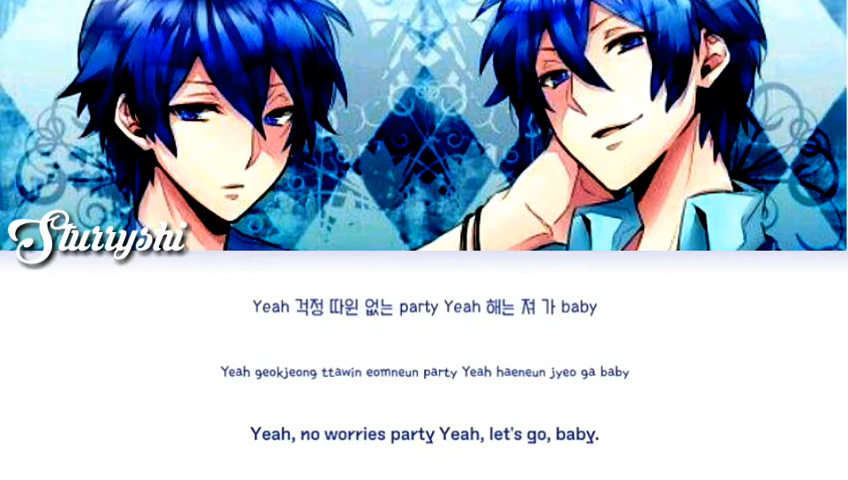 Sturryshi
Yeah 걱정 따윈 없는 party Yeah 해는 져 가 baby
Yeah geokjeong ttawin eomneun party Yeah haeneun jyeo ga baby
Yeah, no worries party Yeah, let's go, baby.